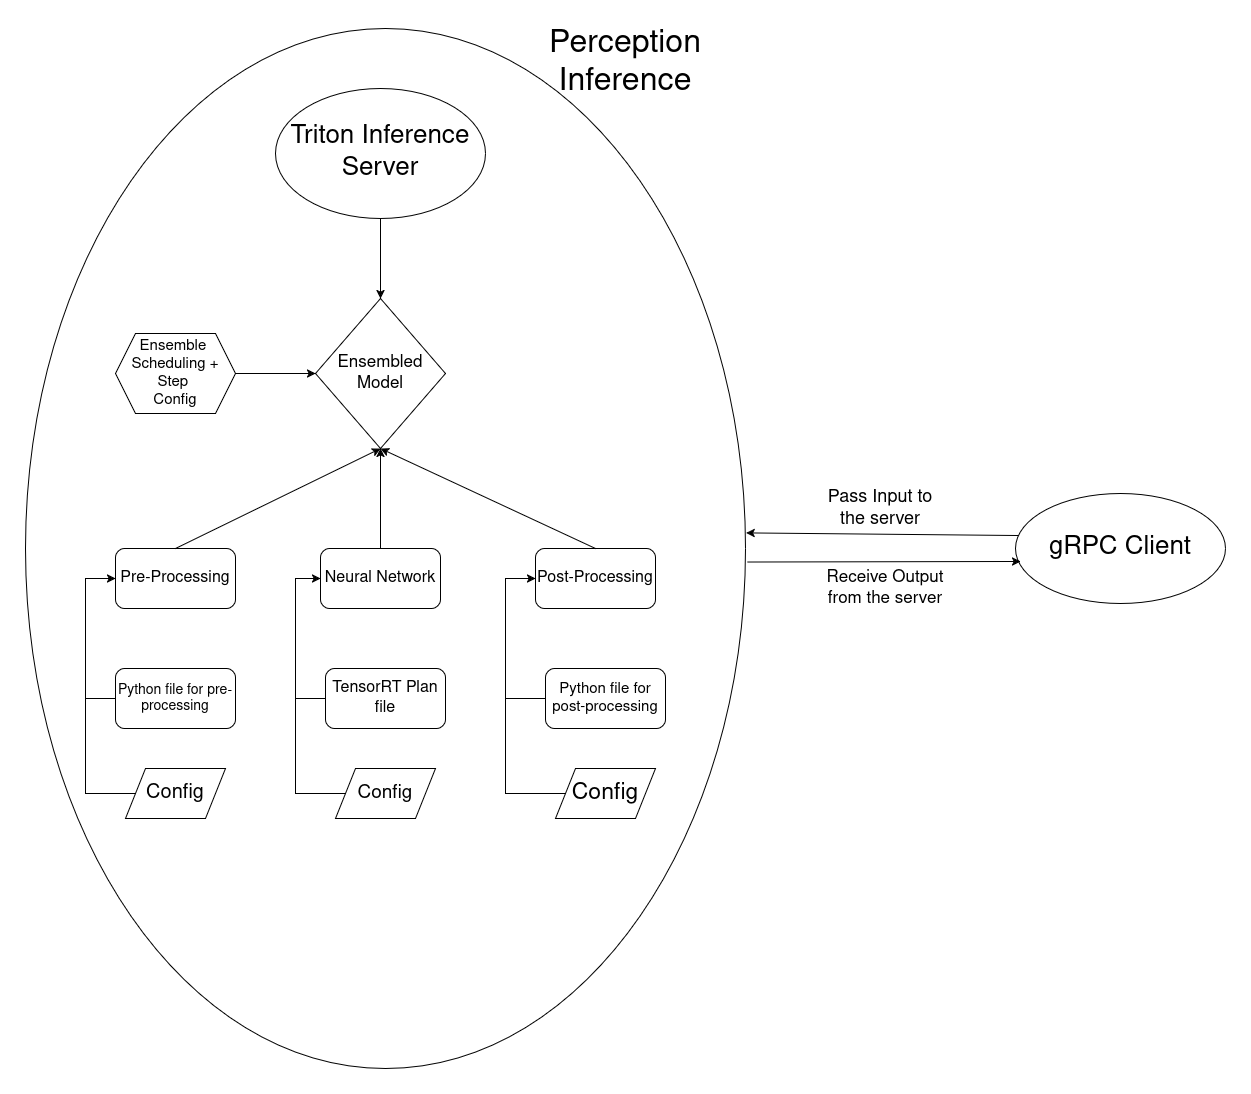 Perception
Inference
Triton Inference
Server
Ensemble
Scheduling +
Step
Config
Ensembled
Model
Pass Input to
the server
gRPC Client
Receive Output
from the server
Pre-Processing
Neural Network
Post-Processing
Python file for pre-
processing
TensorRT Plan
file
Python file for
post-processing
Config
Config
Config